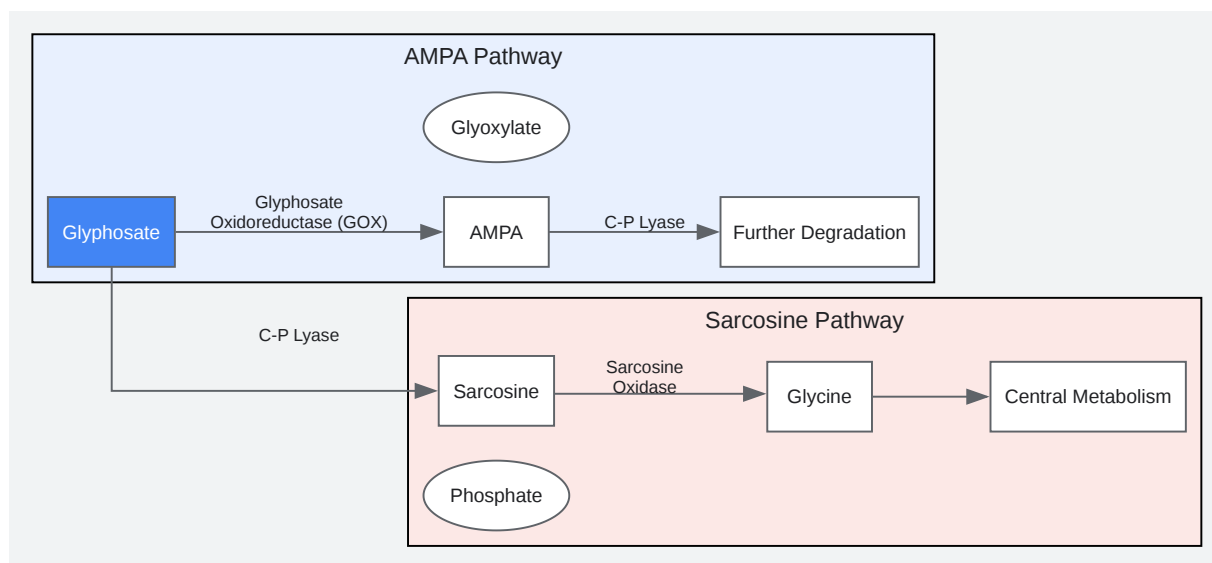 AMPA Pathway
Glyoxylate
Glyphosate
Glyphosate
Oxidoreductase (GOX)
AMPA
C-P Lyase
Further Degradation
C-P Lyase
Sarcosine Pathway
Sarcosine
Sarcosine
Oxidase
Glycine
Central Metabolism
Phosphate